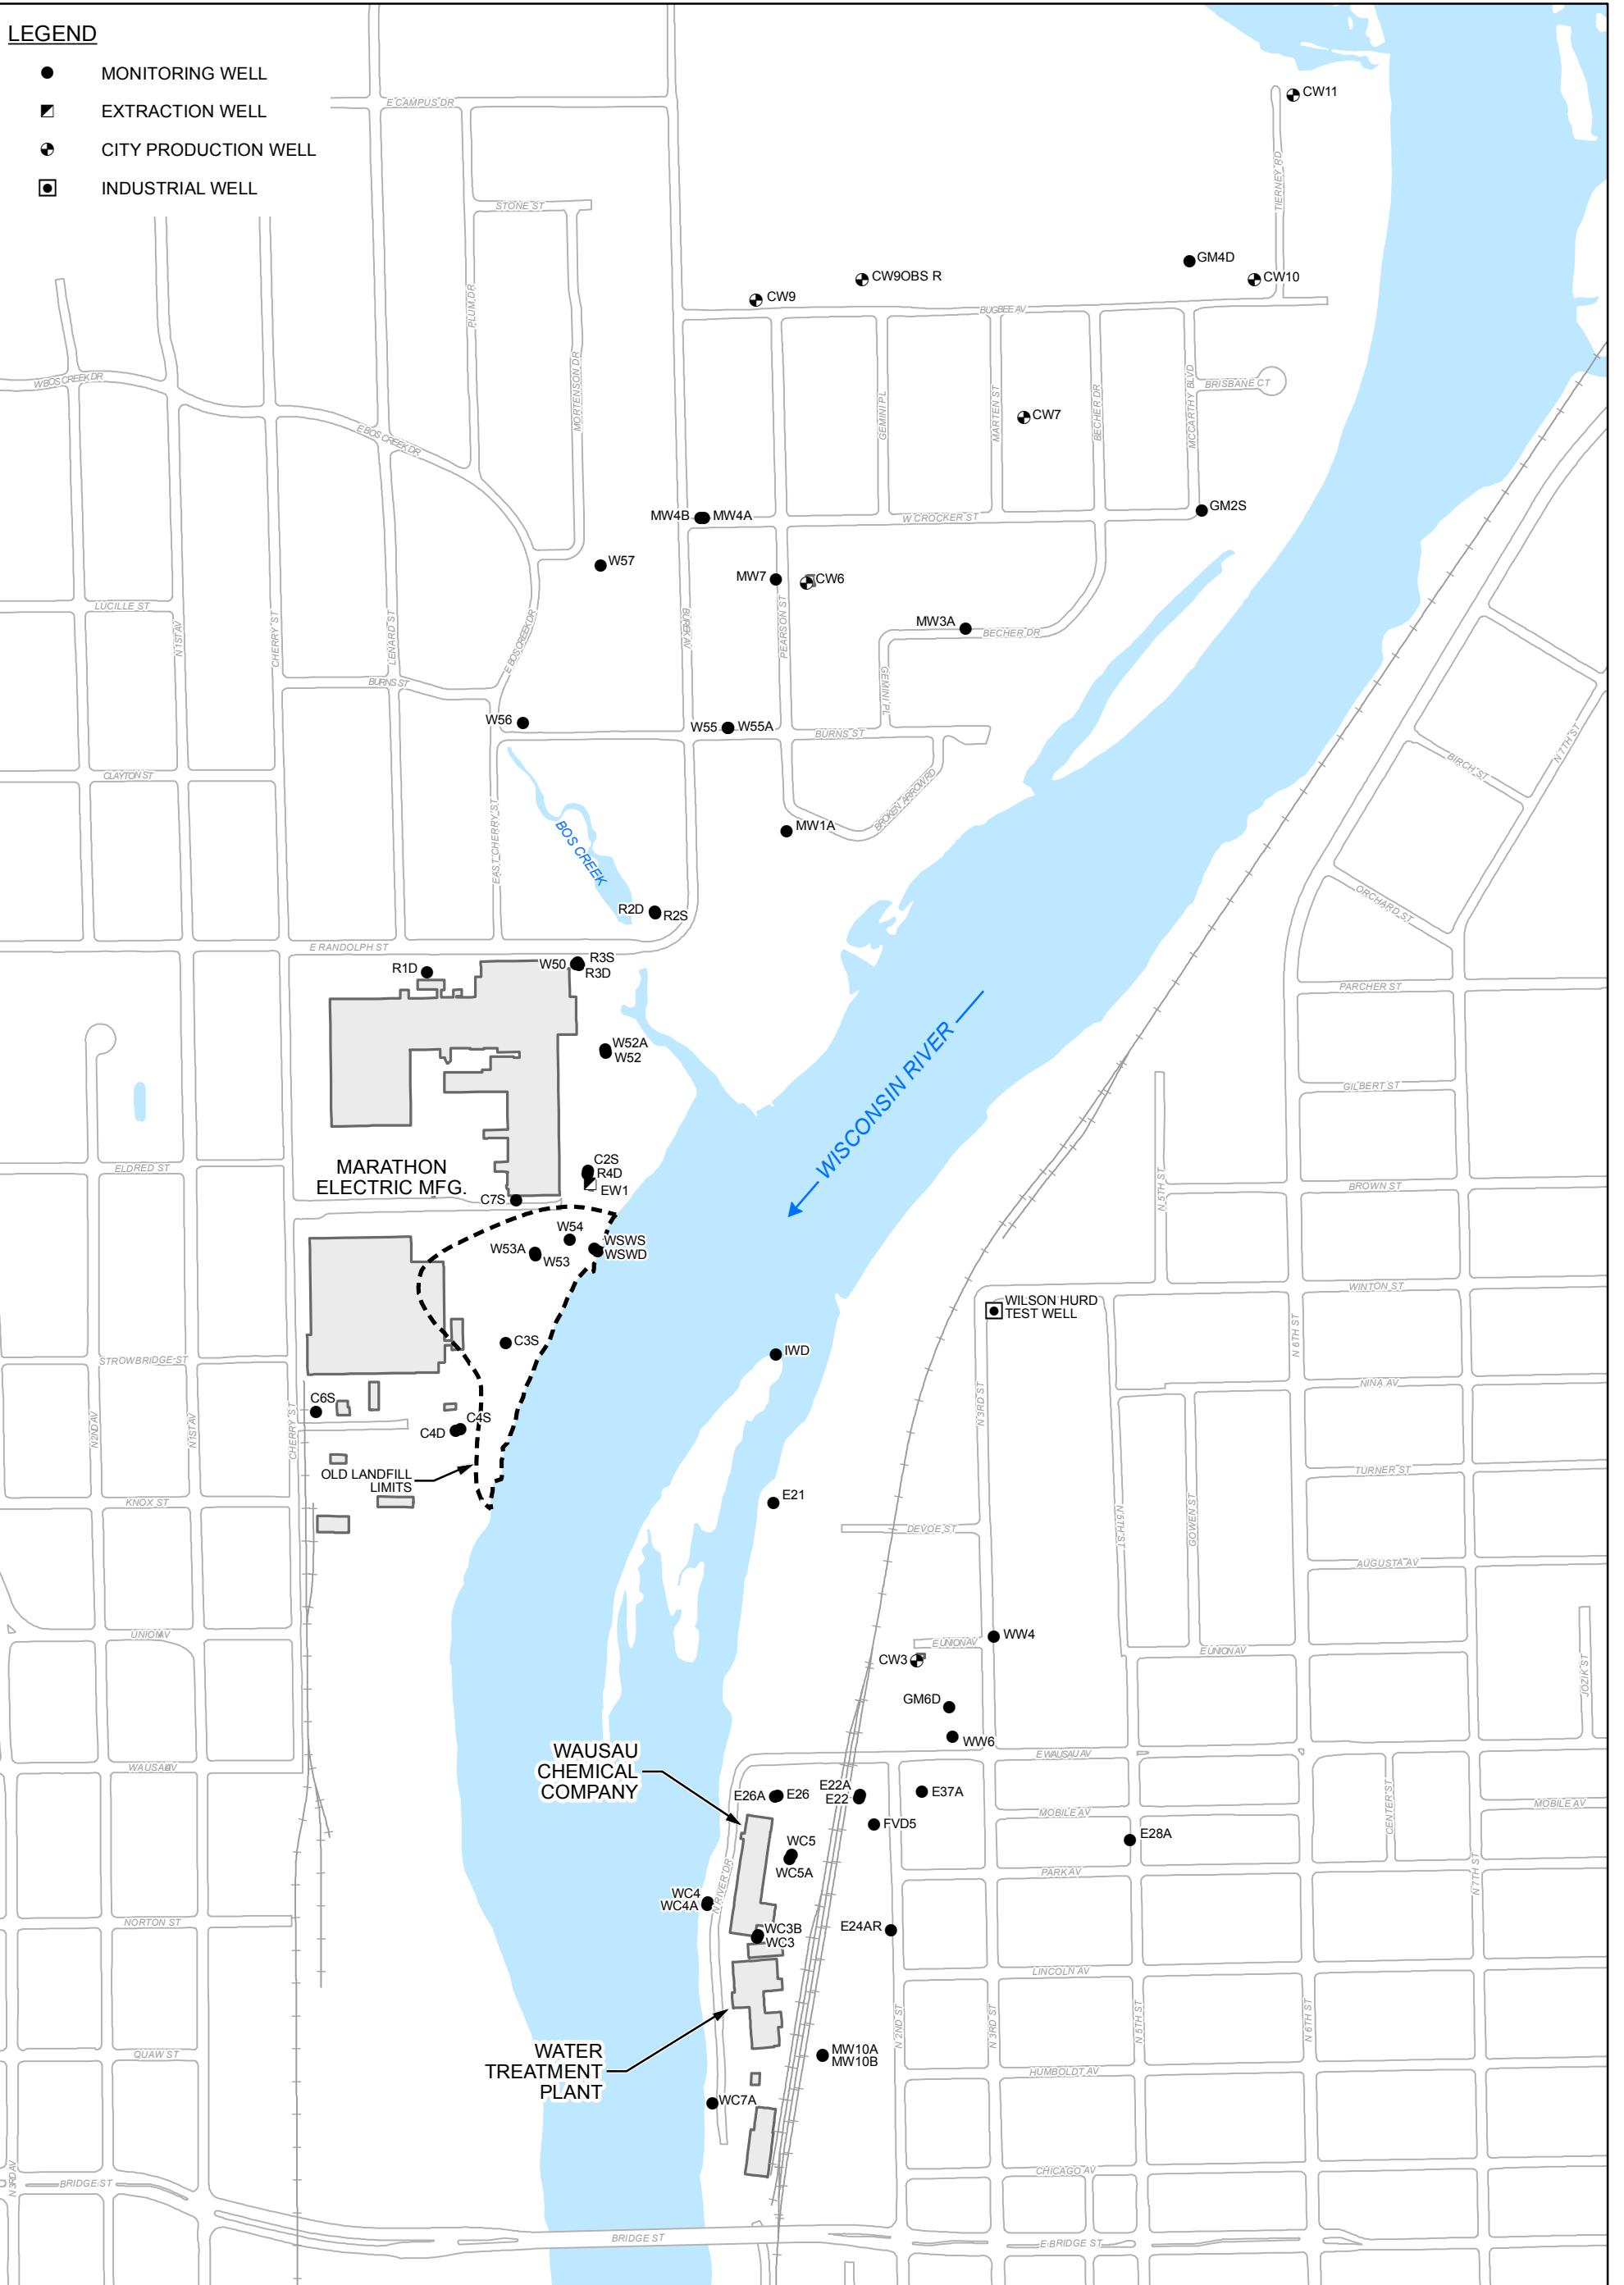 LEGEND
MONITORING WELL
EXTRACTION WELL
CITY PRODUCTION WELL
INDUSTRIAL WELL
E CAMPUS DR
CW11
TIERNEY RD
STONE ST
GM4D
CW9OBS R
CW10
CW9
BUGBEE AV
PLUM DR
MORTENSON DR
W BOS CREEK DR
E BOS CREEK DR
GEMINI PL
MARTEN ST
BECHER DR
MCCARTHY BLVD
BRISBANE CT
CW7
MW4B
MW4A
W CROCKER ST
GM2S
W57
MW7
CW6
LUCILLE ST
N 1ST AV
CHERRY ST
LENARD ST
E BOS CREEK DR
BUREK AV
PEARSON ST
MW3A
BECHER DR
BURNS ST
GEMINI PL
W56
W55
W55A
BURNS ST
N 7TH ST
BIRCH ST
CLAYTON ST
EAST CHERRY ST
BOS CREEK
MW1A
BROKEN ARROW RD
ORCHARD ST
R2D
R2S
E RANDOLPH ST
R1D
W50
R3S
R3D
PARCHER ST
W52A
W52
WISCONSIN RIVER
GILBERT ST
ELDRED ST
MARATHON
ELECTRIC MFG.
C2S
R4D
EW1
C7S
N 5TH ST
BROWN ST
W54
W53A
W53
WSWS
WSWD
WINTON ST
WILSON HURD
TEST WELL
N 6TH ST
C3S
IWD
STROWBRIDGE ST
N 2ND AV
N 1ST AV
CHERRY ST
C6S
C4S
C4D
N 3RD ST
NINA AV
OLD LANDFILL
LIMITS
TURNER ST
KNOX ST
E21
DEVOE ST
N 5TH ST
GOWEN ST
AUGUSTA AV
UNION AV
WW4
E UNION AV
E UNION AV
CW3
JOZIK ST
GM6D
WW6
WAUSAU AV
E WAUSAU AV
WAUSAU
CHEMICAL
COMPANY
E26A
E26
E22A
E22
E37A
MOBILE AV
CENTER ST
MOBILE AV
FVD5
E28A
WC5
WC5A
PARK AV
N RIVER DR
N 7TH ST
WC4
WC4A
NORTON ST
E24AR
WC3B
WC3
LINCOLN AV
N 2ND ST
N 3RD ST
N 5TH ST
N 6TH ST
WATER
TREATMENT
PLANT
QUAW ST
MW10A
MW10B
HUMBOLDT AV
WC7A
N 3RD AV
BRIDGE ST
CHICAGO AV
BRIDGE ST
E BRIDGE ST